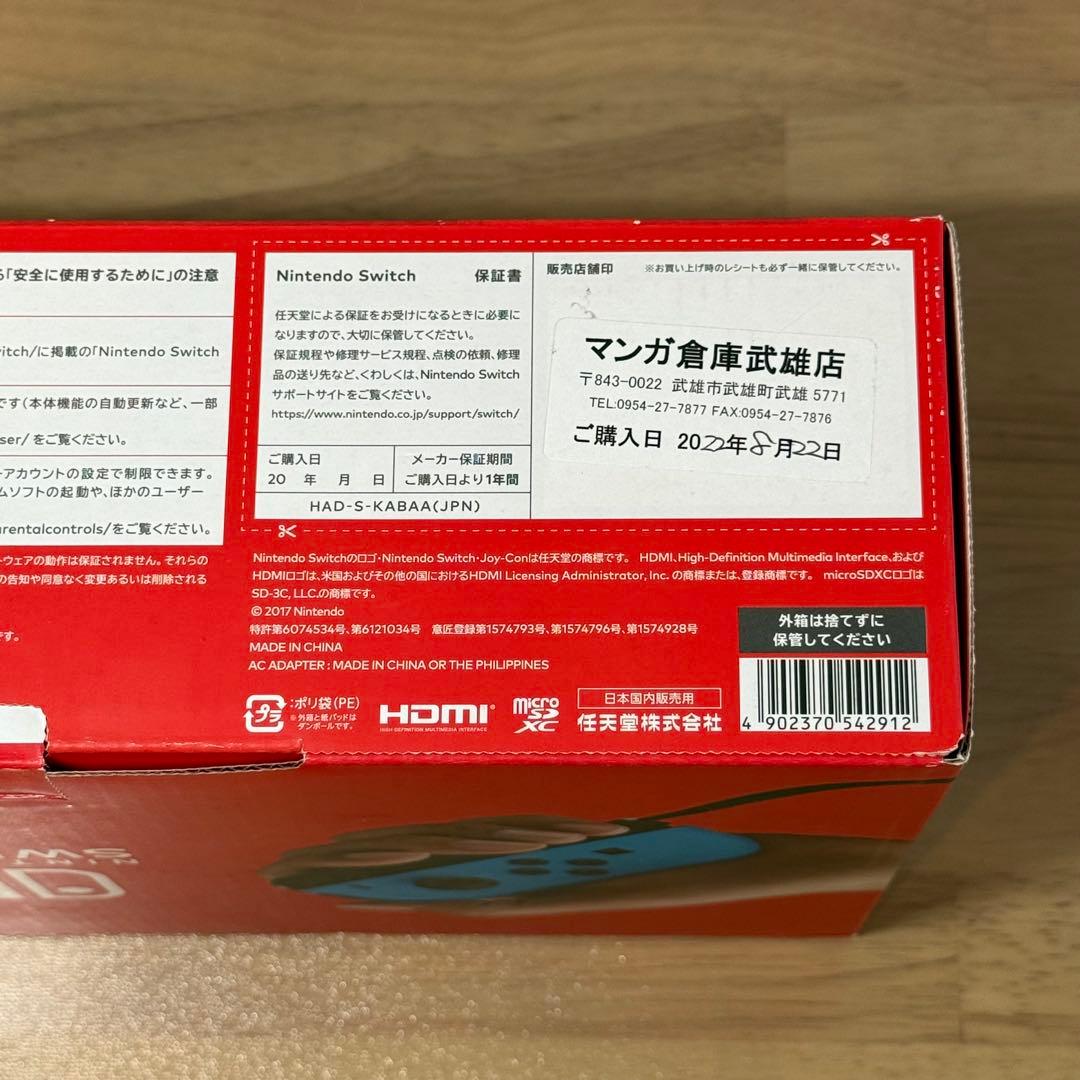 「安全に使用するために」の注意
itch/に掲載の「Nintendo Switch
です(本体機能の自動更新など、一部
ser/ をご覧ください。
アカウントの設定で制限できます。
ムソフトの起動や、ほかのユーザー
arentalcontrols/をご覧ください。
ウェアの動作は保証されません。それらの
の告知や同意なく変更あるいは削除される
です。
Nintendo Switch 保証書
任天堂による保証をお受けになるときに必要に
なりますので、大切に保管してください。
保証規程や修理サービス規程、点検の依頼、修理
品の送り先など、くわしくは、Nintendo Switch
サポートサイトをご覧ください。
https://www.nintendo.co.jp/support/switch/
ご購入日
20 年 月 日
メーカー保証期間
ご購入日より1年間
HAD-S-KABAA(JPN)
販売店舗印 ※お買い上げ時のレシートも必ず一緒に保管してください。
マンガ倉庫武雄店
〒843-0022 武雄市武雄町武雄 5771
TEL:0954-27-7877 FAX:0954-27-7876
ご購入日 2022年8月22日
Nintendo Switchのロゴ・Nintendo Switch・Joy-Conは任天堂の商標です。 HDMI、High-Definition Multimedia Interface、および
HDMIロゴは、米国およびその他の国におけるHDMI Licensing Administrator, Inc. の商標または、登録商標です。 microSDXCロゴは
SD-3C, LLC.の商標です。
© 2017 Nintendo
特許第6074534号、第6121034号 意匠登録第1574793号、第1574796号、第1574928号
MADE IN CHINA
AC ADAPTER : MADE IN CHINA OR THE PHILIPPINES
プラ
:ポリ袋(PE)
※外箱と紙パッドは
ダンボールです。
HDMI
HIGH-DEFINITION MULTIMEDIA INTERFACE
micro
SD
XC
日本国内販売用
任天堂株式会社
外箱は捨てずに
保管してください
4 902370 542912